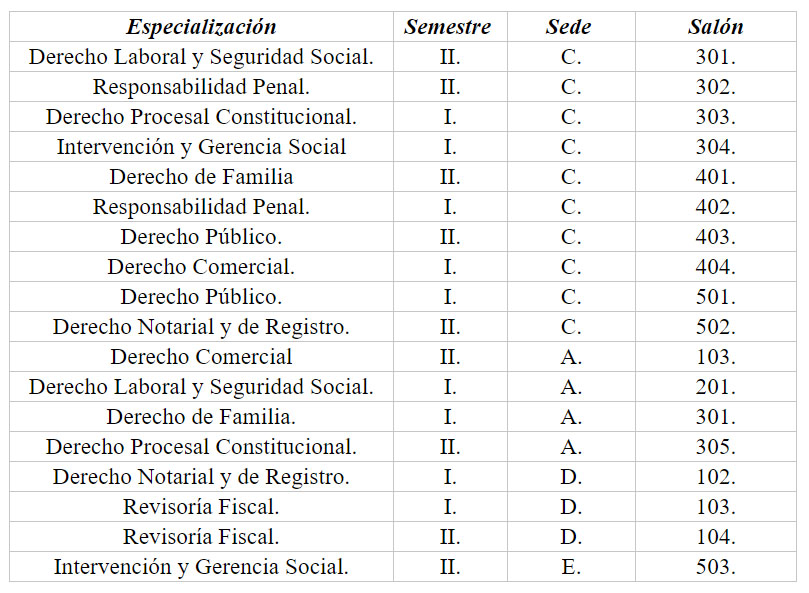 Especialización Semestre Sede Salón
Derecho Laboral y Seguridad Social. II. C. 301.
Responsabilidad Penal. II. C. 302.
Derecho Procesal Constitucional. I. C. 303.
Intervención y Gerencia Social I. C. 304.
Derecho de Familia II. C. 401.
Responsabilidad Penal. I. C. 402.
Derecho Público. II. C. 403.
Derecho Comercial. I. C. 404.
Derecho Público. I. C. 501.
Derecho Notarial y de Registro. II. C. 502.
Derecho Comercial II. A. 103.
Derecho Laboral y Seguridad Social. I. A. 201.
Derecho de Familia. I. A. 301.
Derecho Procesal Constitucional. II. A. 305.
Derecho Notarial y de Registro. I. D. 102.
Revisoría Fiscal. I. D. 103.
Revisoría Fiscal. II. D. 104.
Intervención y Gerencia Social. II. E. 503.